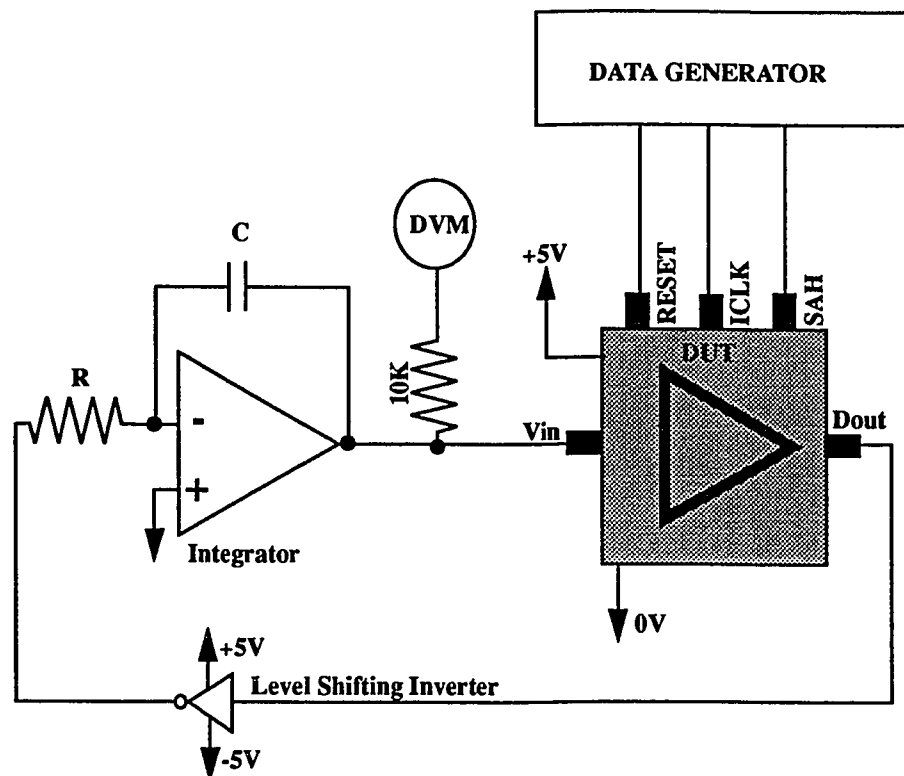 DATA GENERATOR
DVM
C
+5V
RESET
ICLK
SAH
DUT
R
10K
-
+
Vin
Dout
Integrator
0V
+5V
Level Shifting Inverter
-5V